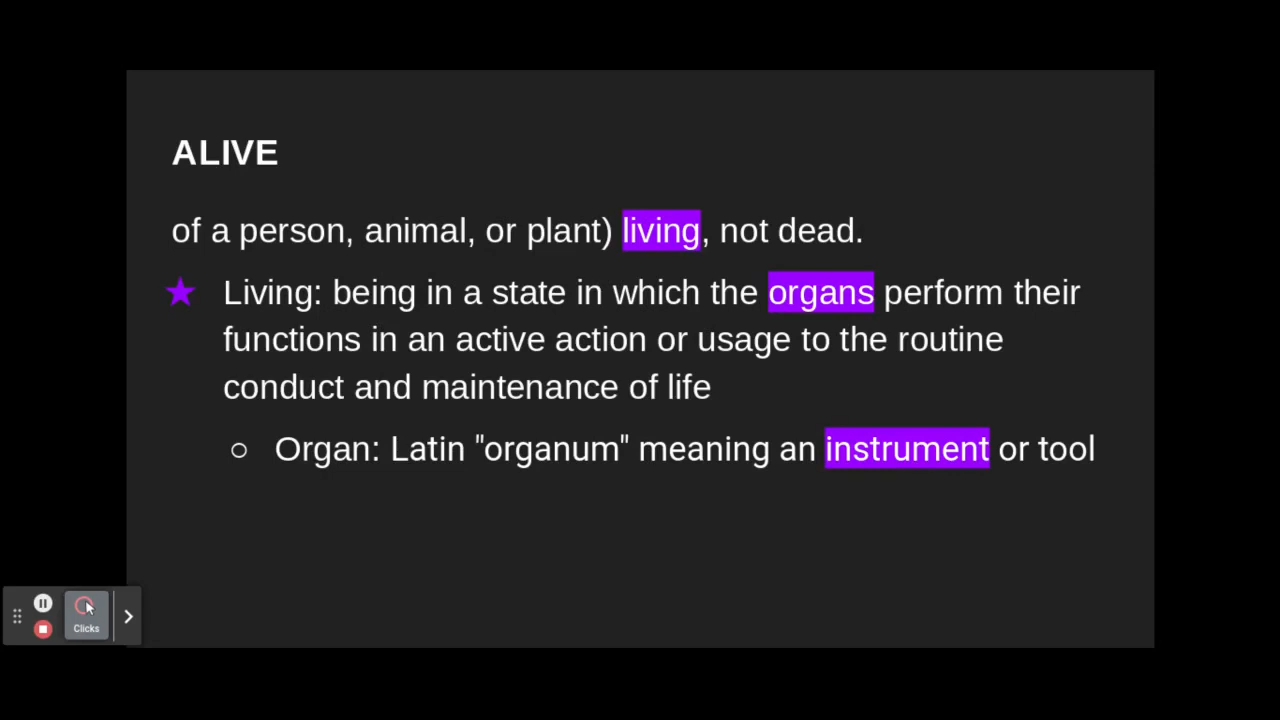 ALIVE
of a person, animal, or plant) living, not dead.
★ Living: being in a state in which the organs perform their
functions in an active action or usage to the routine
conduct and maintenance of life
○ Organ: Latin "organum" meaning an instrument or tool
Clicks